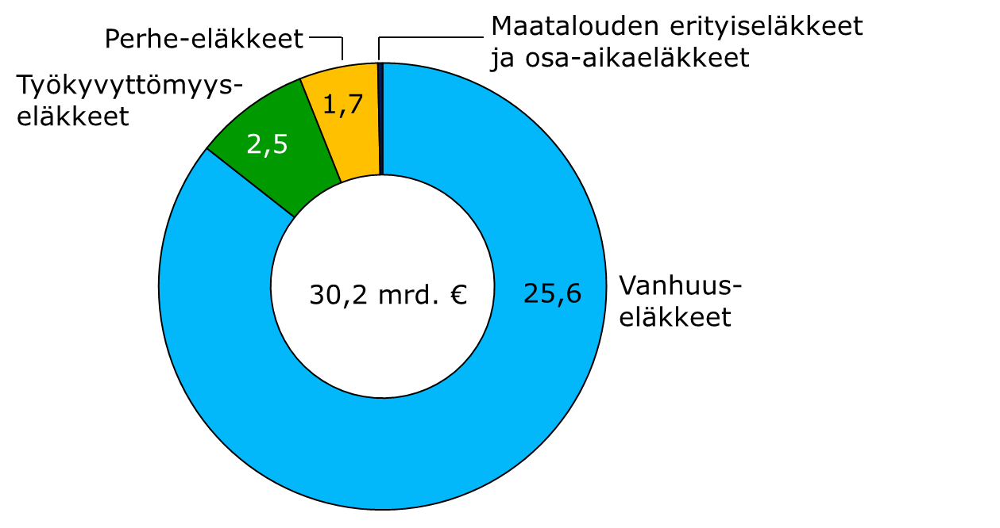 Maatalouden erityiseläkkeet
ja osa-aikaeläkkeet
Perhe-eläkkeet
Työkyvyttömyys-
eläkkeet
1,7
2,5
30,2 mrd. €
25,6
Vanhuus-
eläkkeet